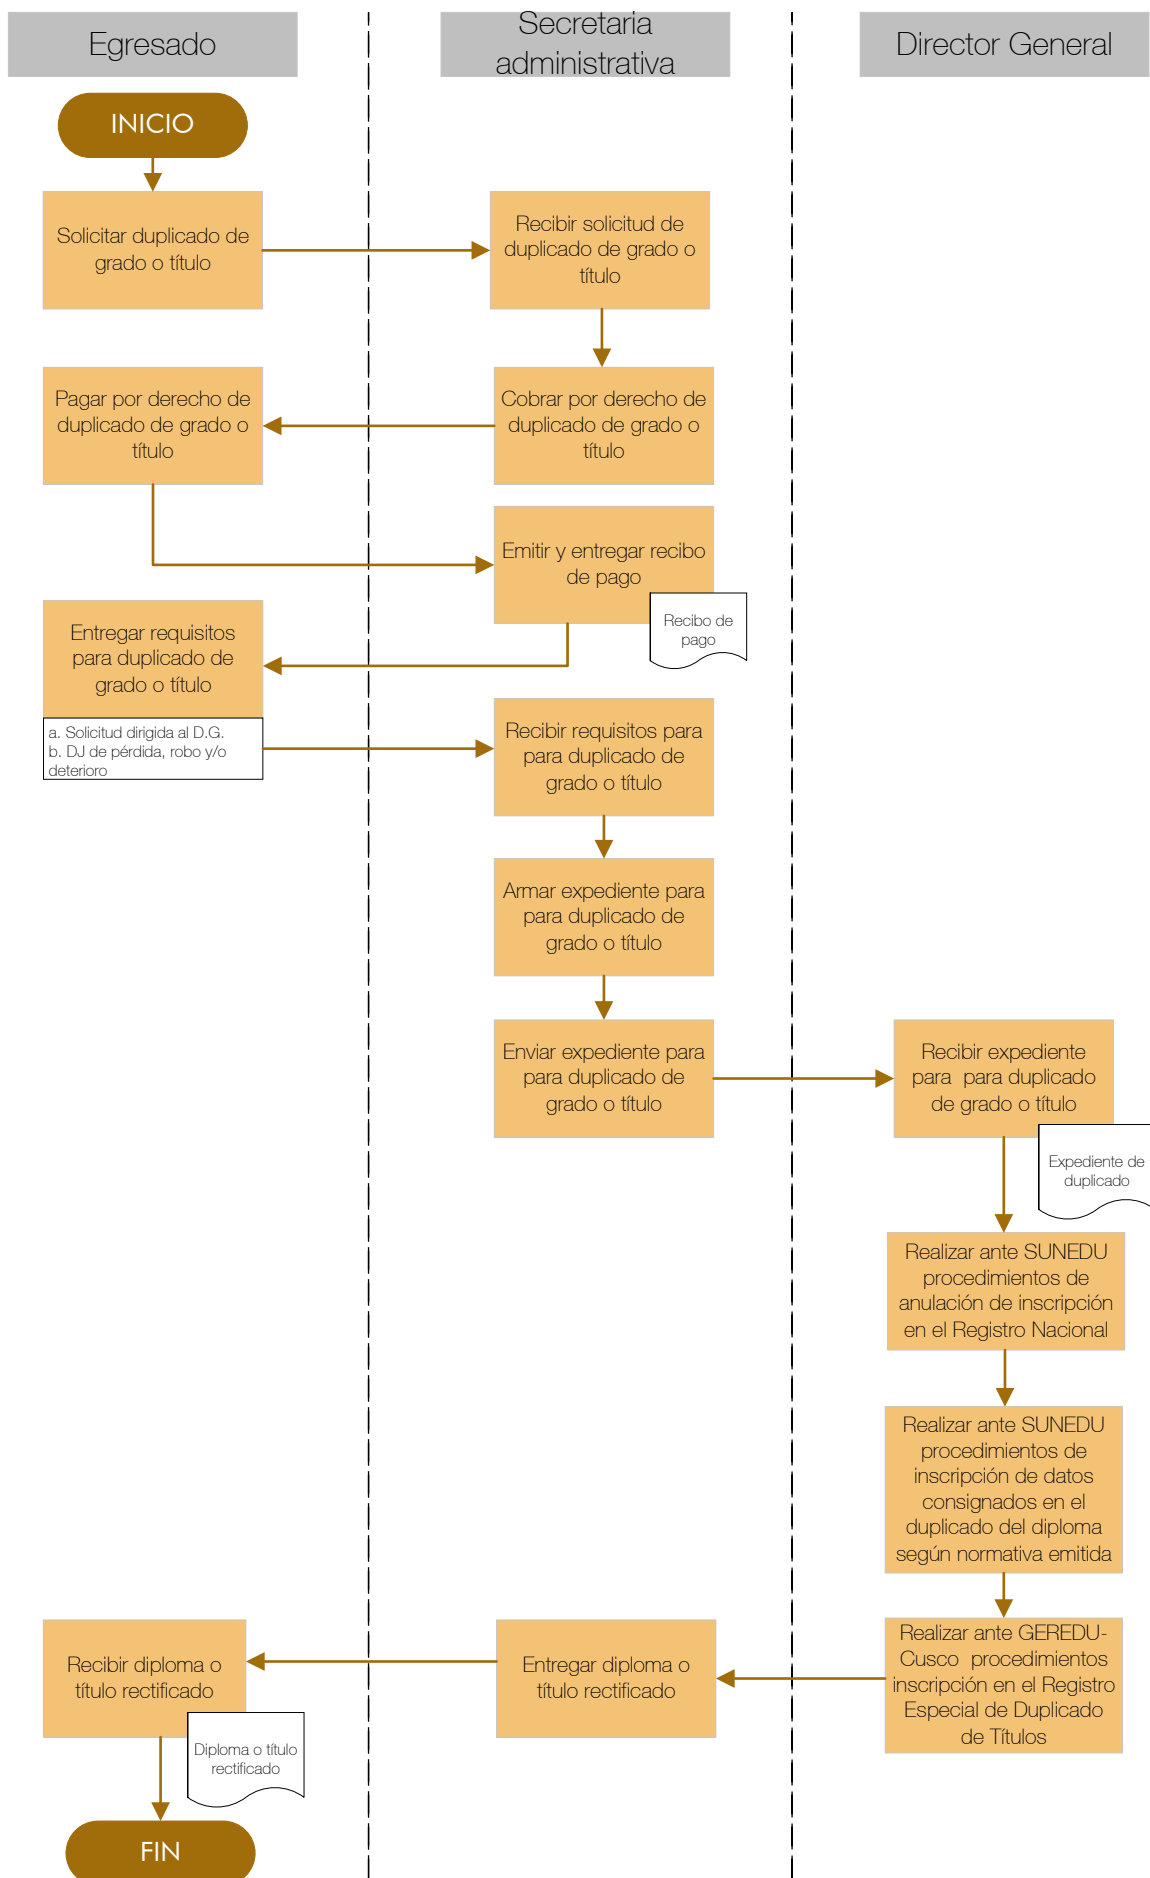 Egresado
Secretaria
administrativa
Director General
INICIO
Solicitar duplicado de
grado o título
Recibir solicitud de
duplicado de grado o
título
Pagar por derecho de
duplicado de grado o
título
Cobrar por derecho de
duplicado de grado o
título
Emitir y entregar recibo
de pago
Recibo de
pago
Entregar requisitos
para duplicado de
grado o título
a. Solicitud dirigida al D.G.
b. DJ de pérdida, robo y/o
deterioro
Recibir requisitos para
para duplicado de
grado o título
Armar expediente para
para duplicado de
grado o título
Enviar expediente para
para duplicado de
grado o título
Recibir expediente
para para duplicado
de grado o título
Expediente de
duplicado
Realizar ante SUNEDU
procedimientos de
anulación de inscripción
en el Registro Nacional
Realizar ante SUNEDU
procedimientos de
inscripción de datos
consignados en el
duplicado del diploma
según normativa emitida
Realizar ante GEREDU-
Cusco procedimientos
inscripción en el Registro
Especial de Duplicado
de Títulos
Entregar diploma o
título rectificado
Recibir diploma o
título rectificado
Diploma o título
rectificado
FIN